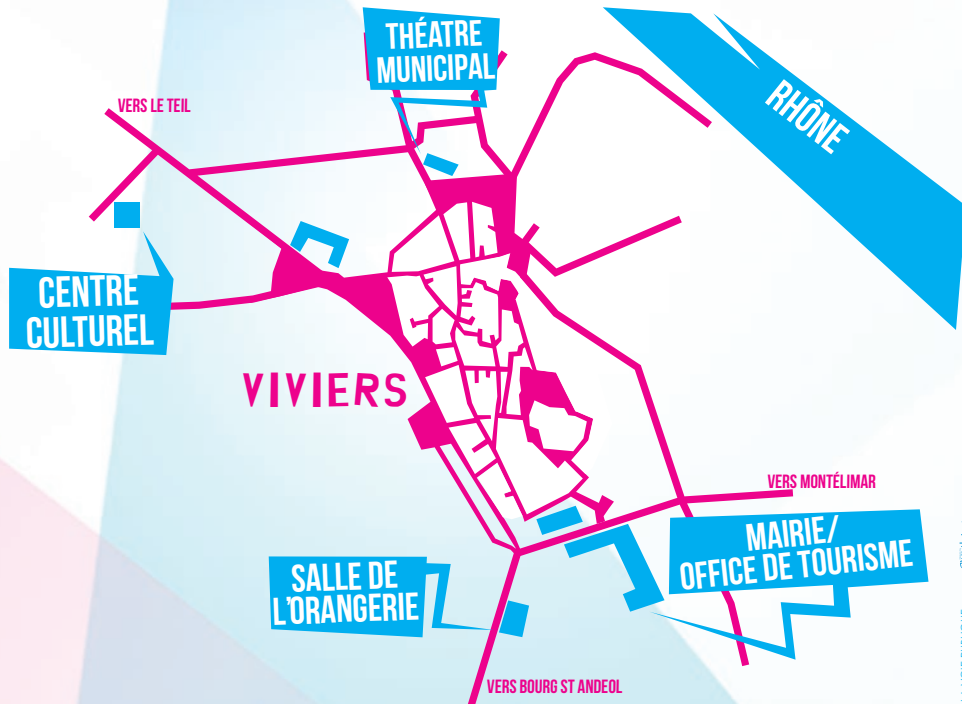 THÉATRE
MUNICIPAL
RHÔNE
VERS LE TEIL
CENTRE
CULTUREL
VIVIERS
VERS MONTÉLIMAR
MAIRIE/
OFFICE DE TOURISME
SALLE DE
L'ORANGERIE
VERS BOURG ST ANDEOL